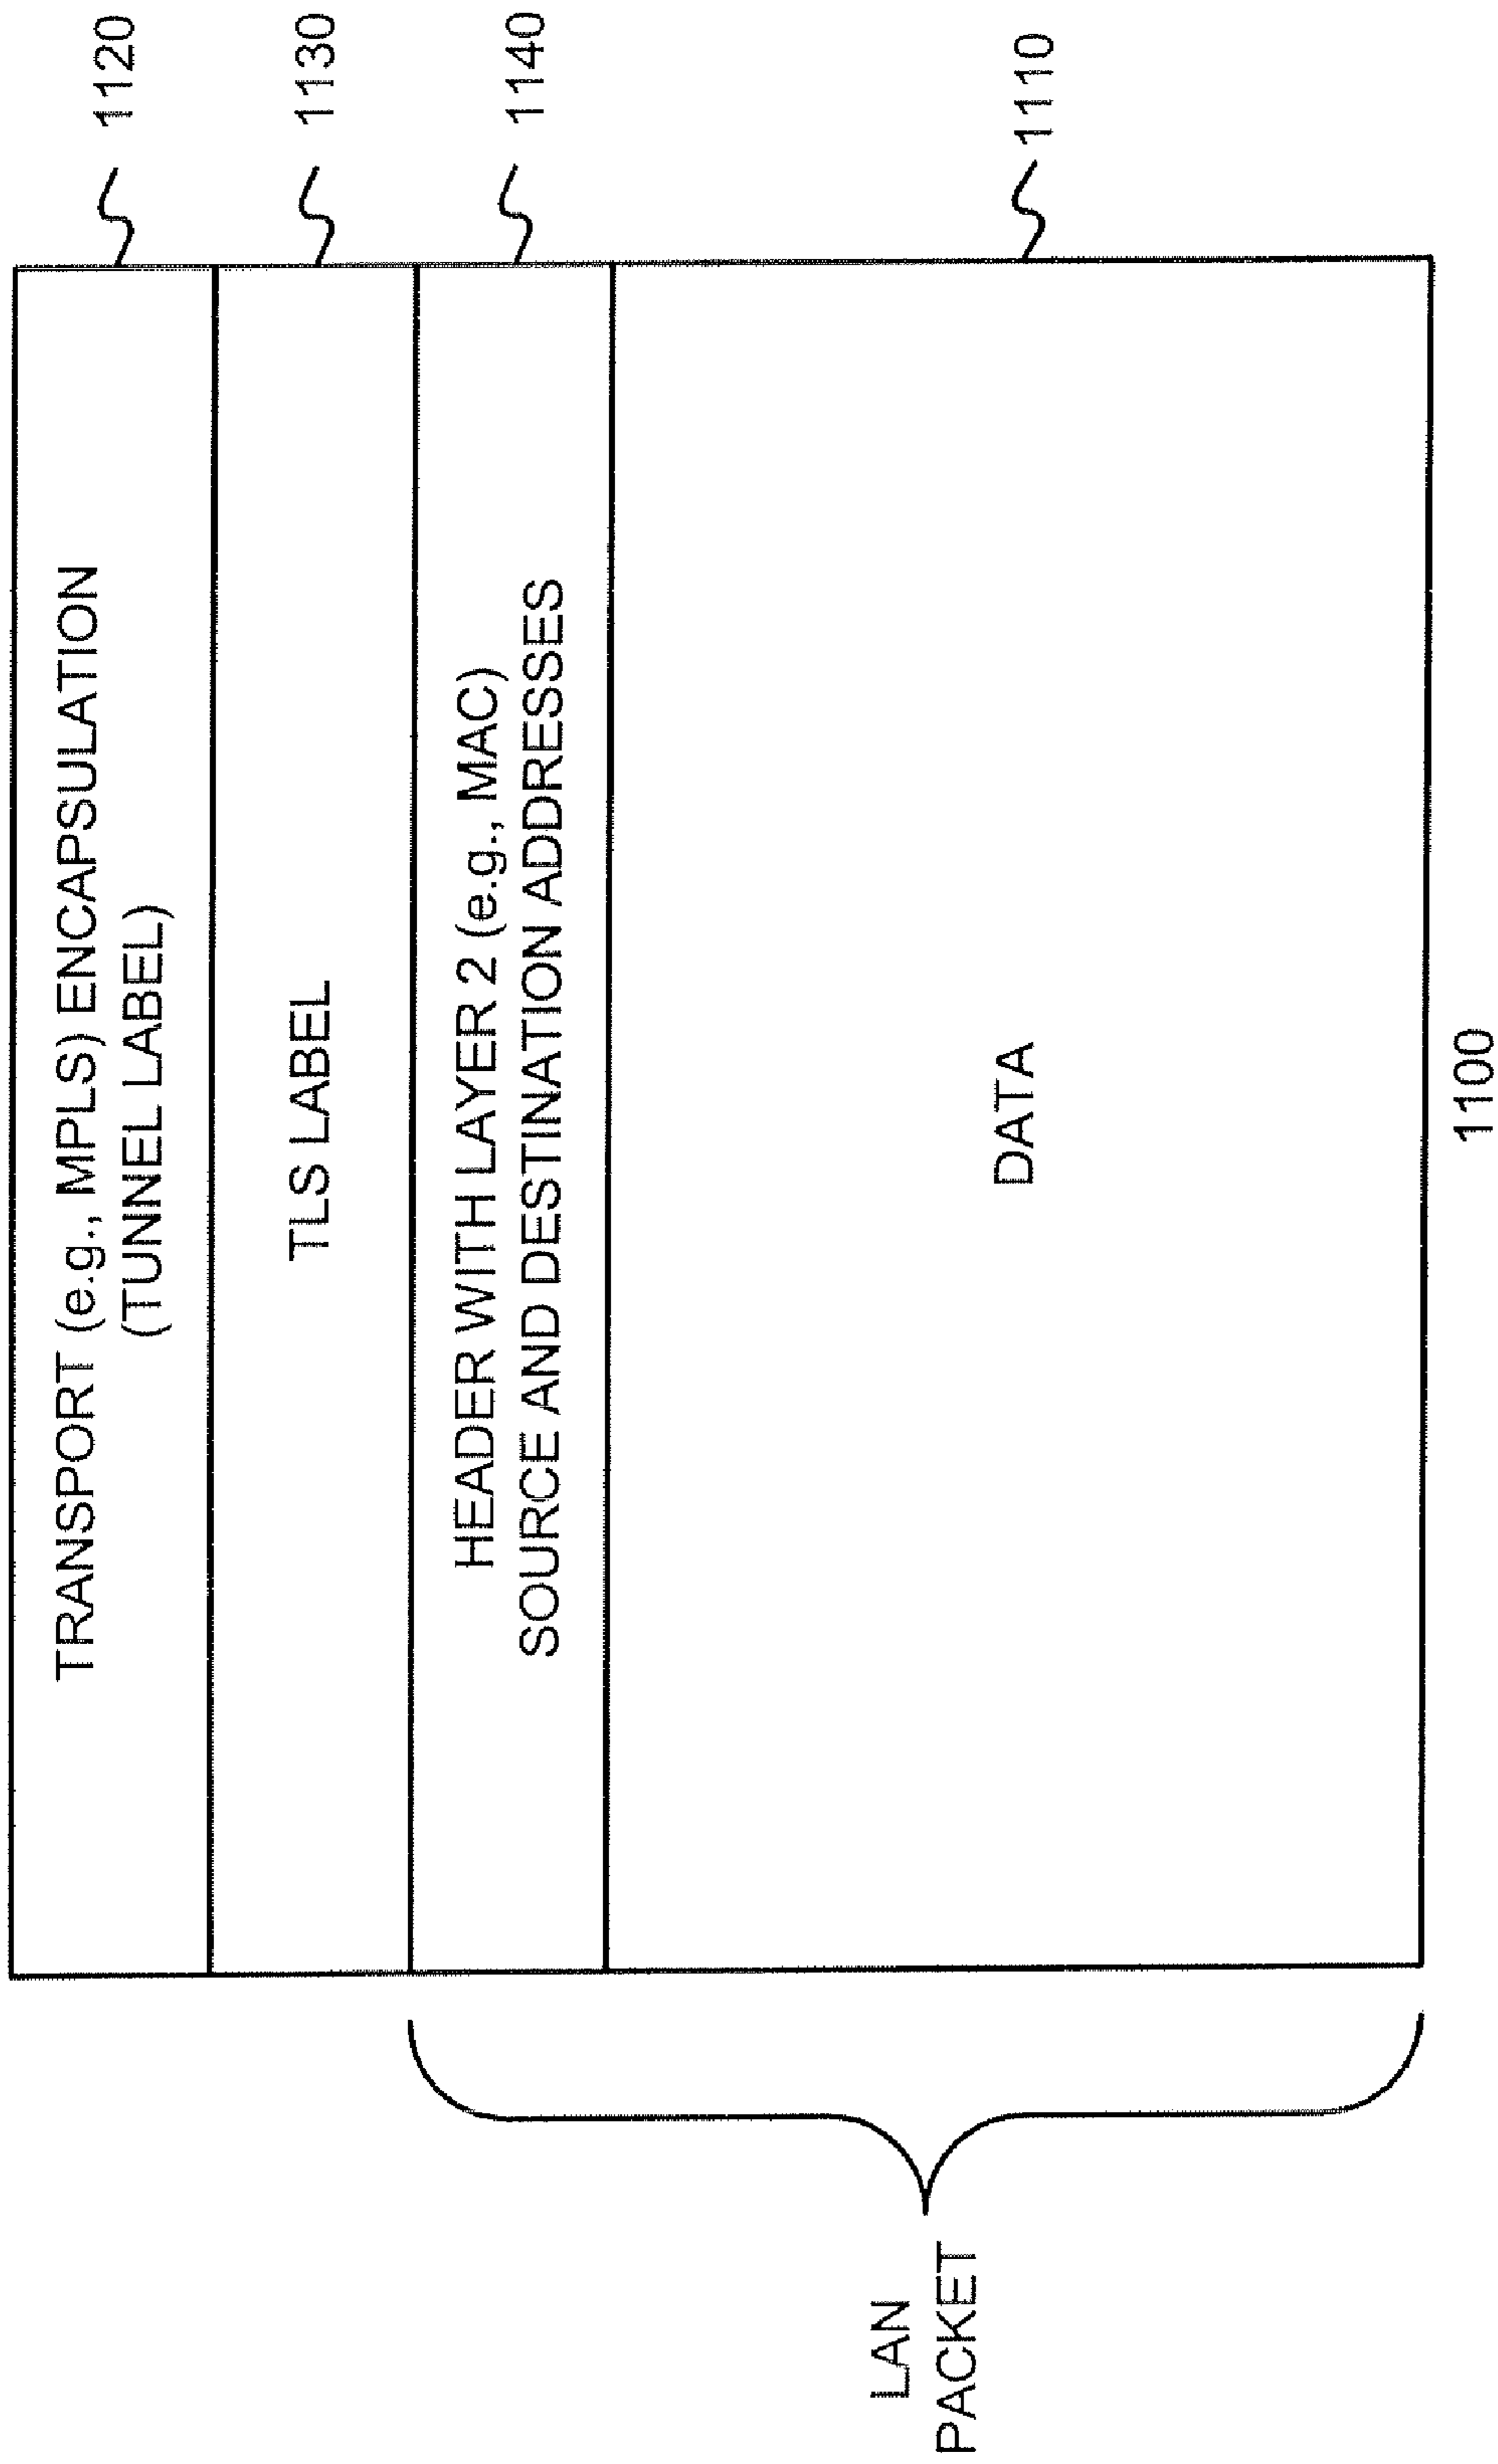 TRANSPORT (e.g., MPLS) ENCAPSULATION
(TUNNEL LABEL)
1120
TLS LABEL
1130
HEADER WITH LAYER 2 (e.g., MAC)
SOURCE AND DESTINATION ADDRESSES
1140
LAN
PACKET
DATA
1110
1100